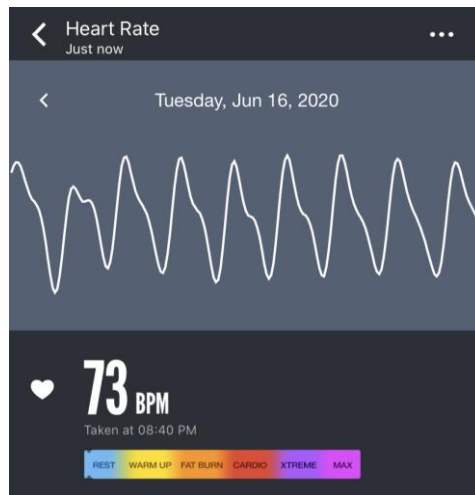 Heart Rate
Just now
Tuesday, Jun 16, 2020
73 BPM
Taken at 08:40 PM
REST WARM UP FAT BURN CARDIO XTREME MAX